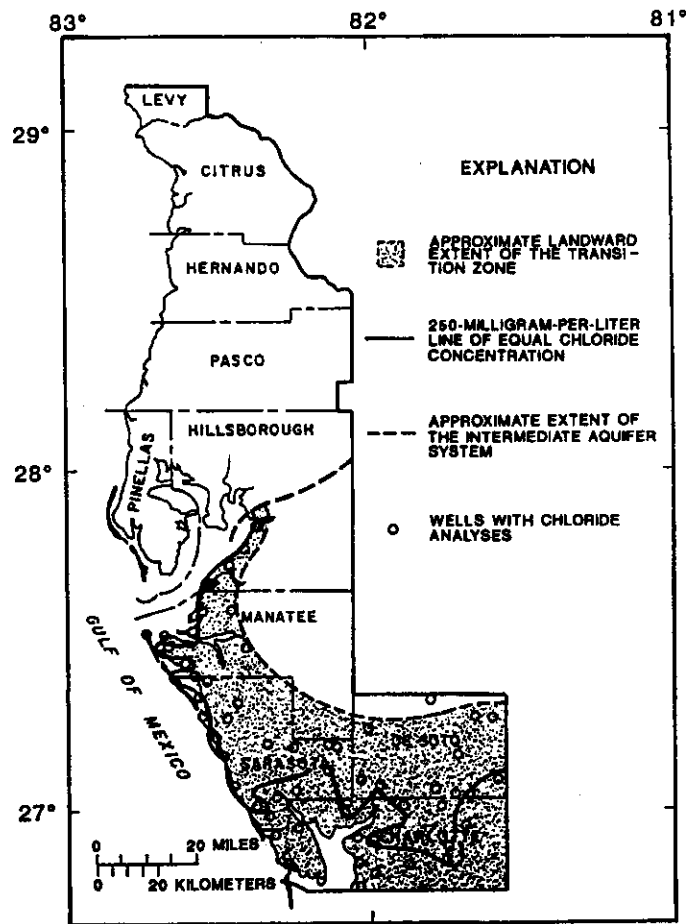 83°
82°
81°
29°
28°
27°
LEVY
CITRUS
HERNANDO
PASCO
HILLSBOROUGH
PINELLAS
MANATEE
SARASOTA
DE SOTO
CHARLOTTE
GULF OF MEXICO
EXPLANATION
APPROXIMATE LANDWARD
EXTENT OF THE TRANSI-
TION ZONE
250-MILLIGRAM-PER-LITER
LINE OF EQUAL CHLORIDE
CONCENTRATION
APPROXIMATE EXTENT OF
THE INTERMEDIATE AQUIFER
SYSTEM
WELLS WITH CHLORIDE
ANALYSES
0 20 MILES
0 20 KILOMETERS